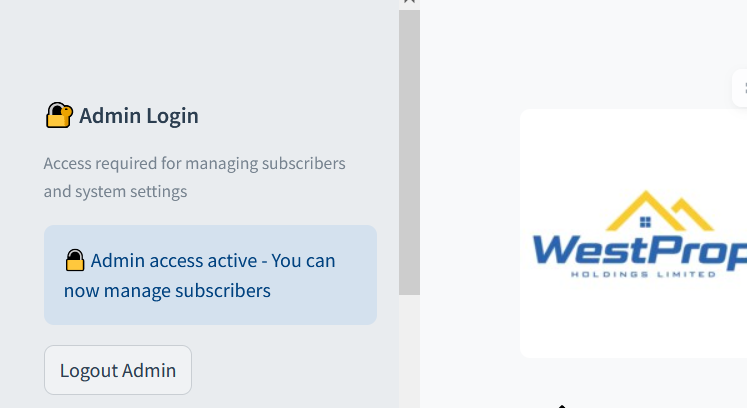 Admin Login
Access required for managing subscribers
and system settings
Admin access active - You can
now manage subscribers
Logout Admin
WestProp
HOLDINGS LIMITED